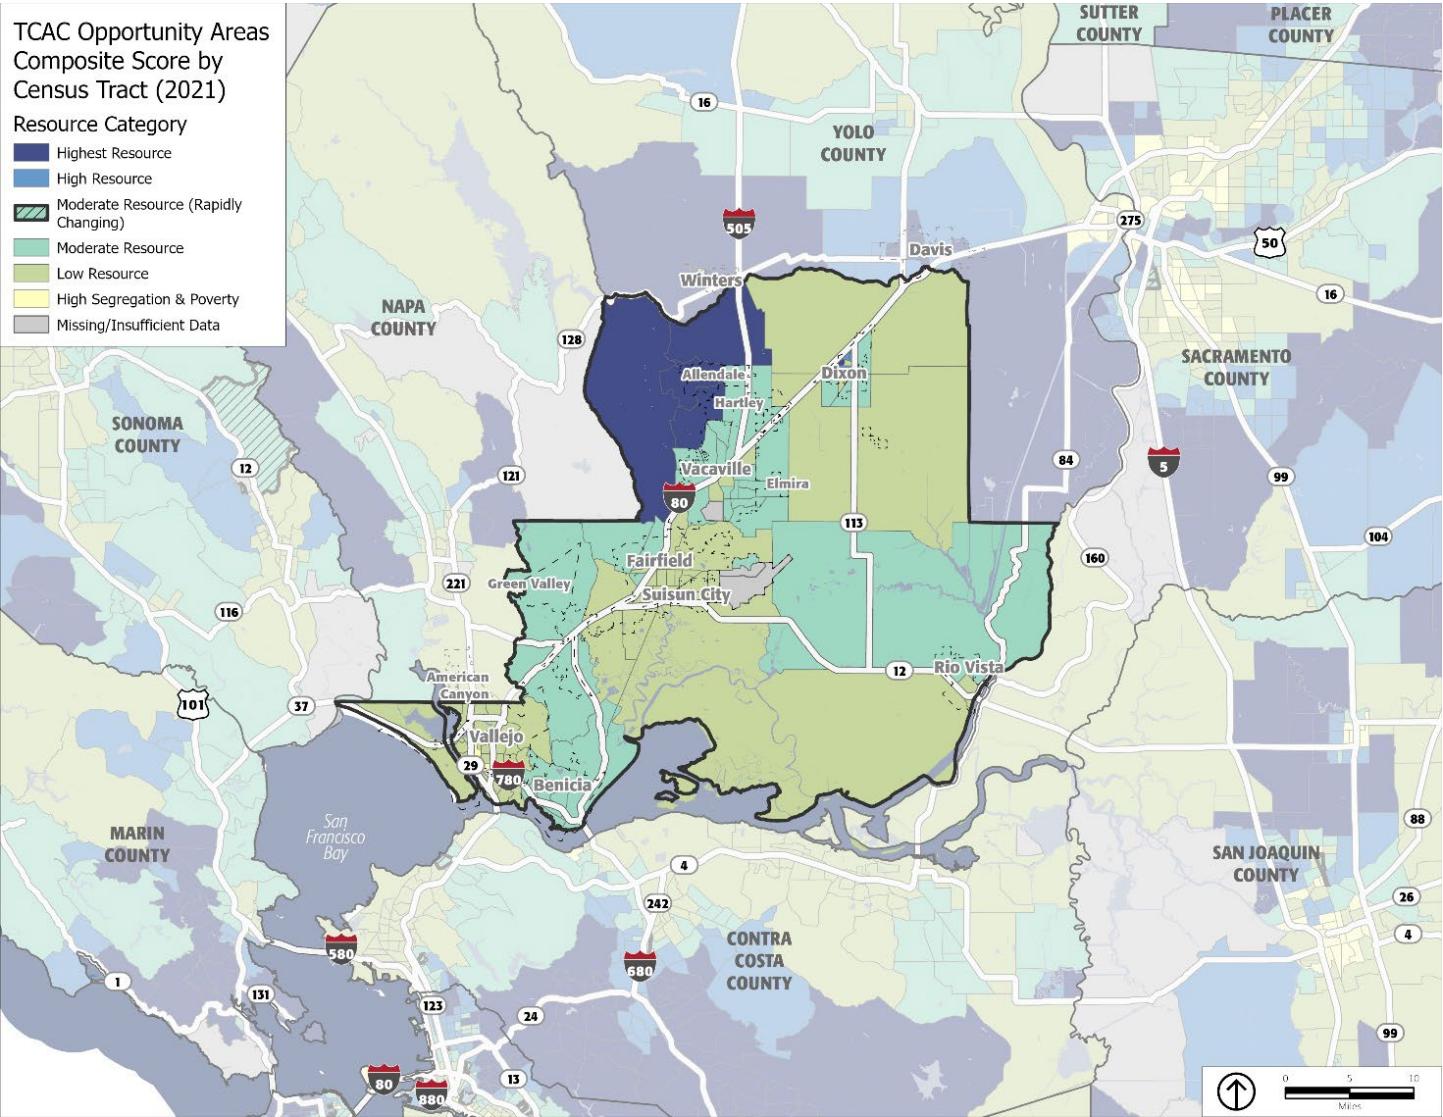 TCAC Opportunity Areas
Composite Score by
Census Tract (2021)
Resource Category
Highest Resource
High Resource
Moderate Resource (Rapidly
Changing)
Moderate Resource
Low Resource
High Segregation & Poverty
Missing/Insufficient Data
SUTTER
COUNTY
PLACER
COUNTY
16
YOLO
COUNTY
505
275
50
Davis
Winters
16
NAPA
COUNTY
128
SACRAMENTO
COUNTY
Allendale
Dixon
Hartley
SONOMA
COUNTY
12
121
Vacaville
Elmira
80
84
5
99
113
104
Fairfield
160
221
Green Valley
Suisun City
116
12
Rio Vista
American
Canyon
101
37
Vallejo
29
780
Benicia
San
Francisco
Bay
MARIN
COUNTY
88
4
SAN JOAQUIN
COUNTY
242
26
4
CONTRA
COSTA
COUNTY
580
680
1
131
123
24
99
80
880
13
0 5 10
Miles